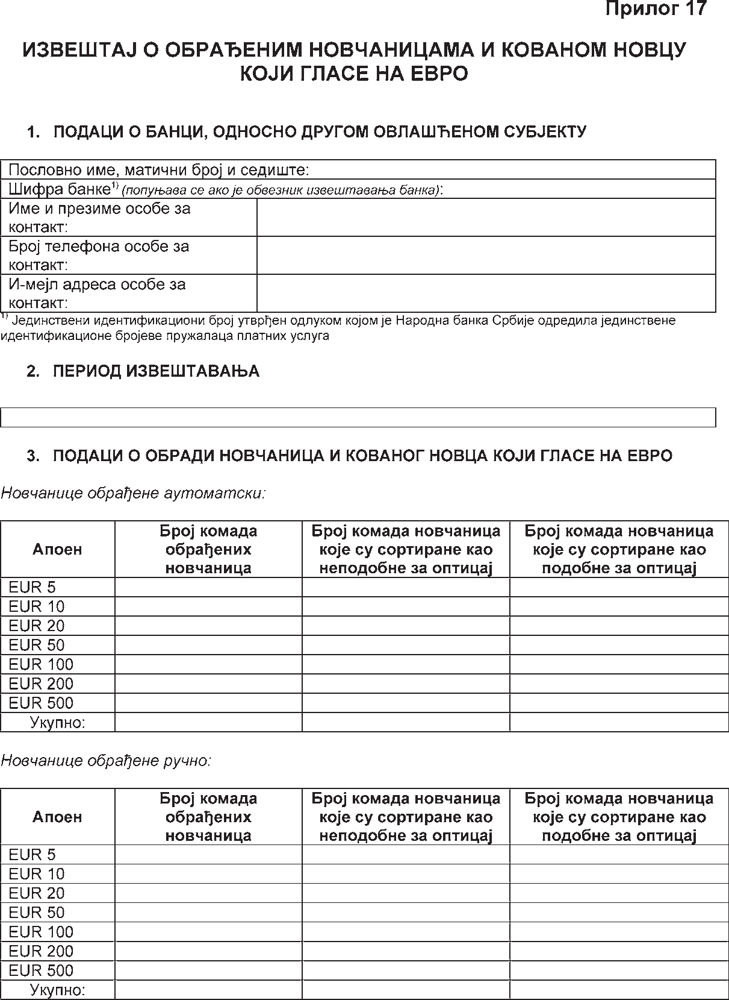 Прилог 17
ИЗВЕШТАЈ О ОБРАЂЕНИМ НОВЧАНИЦАМА И КОВАНОМ НОВЦУ
КОЈИ ГЛАСЕ НА ЕВРО
1. ПОДАЦИ О БАНЦИ, ОДНОСНО ДРУГОМ ОВЛАШЋЕНОМ СУБЈЕКТУ
Пословно име, матични број и седиште:
Шифра банке¹⁾ (попуњава се ако је обвезник извештавања банка):
Име и презиме особе за
контакт:
Број телефона особе за
контакт:
И-мејл адреса особе за
контакт:
¹⁾ Јединствени идентификациони број утврђен одлуком којом је Народна банка Србије одредила јединствене
идентификационе бројеве пружалаца платних услуга
2. ПЕРИОД ИЗВЕШТАВАЊА
3. ПОДАЦИ О ОБРАДИ НОВЧАНИЦА И КОВАНОГ НОВЦА КОЈИ ГЛАСЕ НА ЕВРО
Новчанице обрађене аутоматски:
Број комада Број комада новчаница Број комада новчаница
Апоен обрађених које су сортиране као које су сортиране као
новчаница неподобне за оптицај подобне за оптицај
EUR 5
EUR 10
EUR 20
EUR 50
EUR 100
EUR 200
EUR 500
Укупно:
Новчанице обрађене ручно:
Број комада Број комада новчаница Број комада новчаница
Апоен обрађених које су сортиране као које су сортиране као
новчаница неподобне за оптицај подобне за оптицај
EUR 5
EUR 10
EUR 20
EUR 50
EUR 100
EUR 200
EUR 500
Укупно: